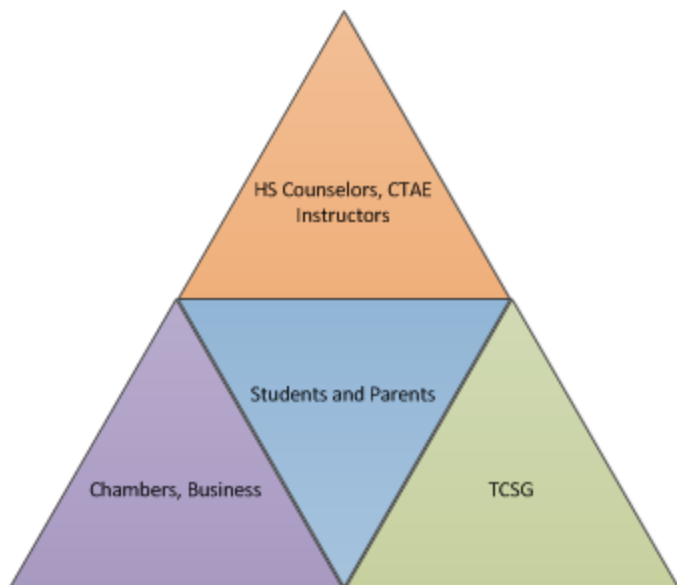 HS Counselors, CTAE
Instructors
Students and Parents
Chambers, Business
TCSG